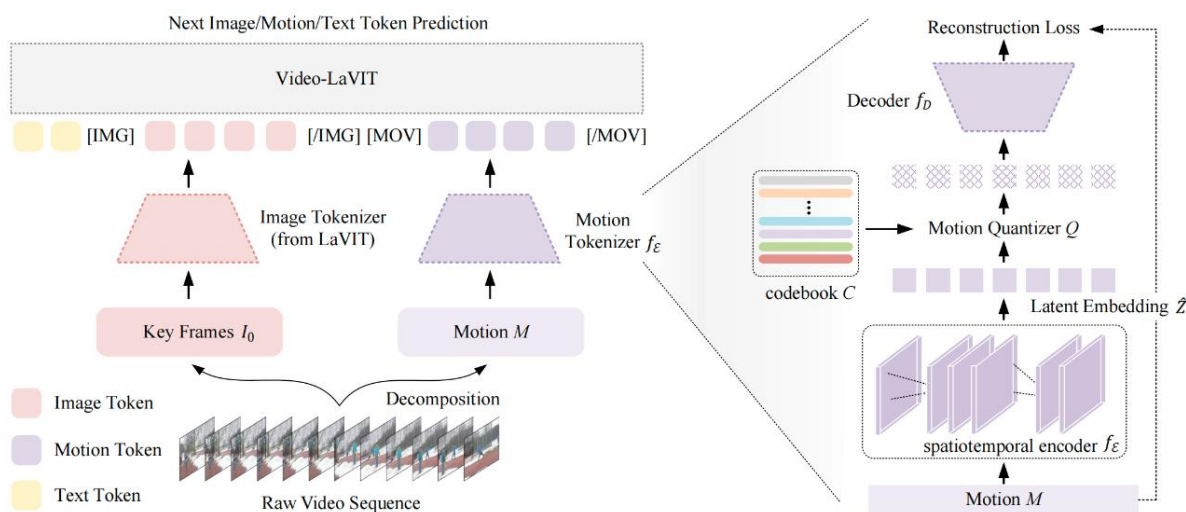 Next Image/Motion/Text Token Prediction
Video-LaVIT
[IMG] [/IMG] [MOV] [/MOV]
Image Tokenizer
(from LaVIT)
Motion
Tokenizer f_ℰ
Key Frames I_0
Motion M
Decomposition
Image Token
Motion Token
Text Token
Raw Video Sequence
Reconstruction Loss
Decoder f_D
Motion Quantizer Q
codebook C
Latent Embedding Ẑ
spatiotemporal encoder f_ℰ
Motion M